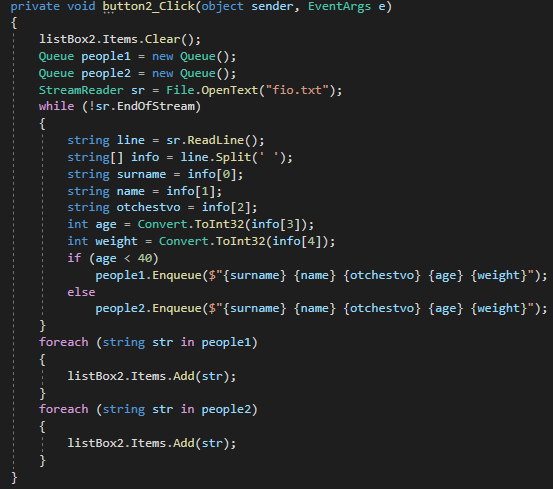 private void button2_Click(object sender, EventArgs e)
{
listBox2.Items.Clear();
Queue people1 = new Queue();
Queue people2 = new Queue();
StreamReader sr = File.OpenText("fio.txt");
while (!sr.EndOfStream)
{
string line = sr.ReadLine();
string[] info = line.Split(' ');
string surname = info[0];
string name = info[1];
string otchestvo = info[2];
int age = Convert.ToInt32(info[3]);
int weight = Convert.ToInt32(info[4]);
if (age < 40)
people1.Enqueue($"{surname} {name} {otchestvo} {age} {weight}");
else
people2.Enqueue($"{surname} {name} {otchestvo} {age} {weight}");
}
foreach (string str in people1)
{
listBox2.Items.Add(str);
}
foreach (string str in people2)
{
listBox2.Items.Add(str);
}
}